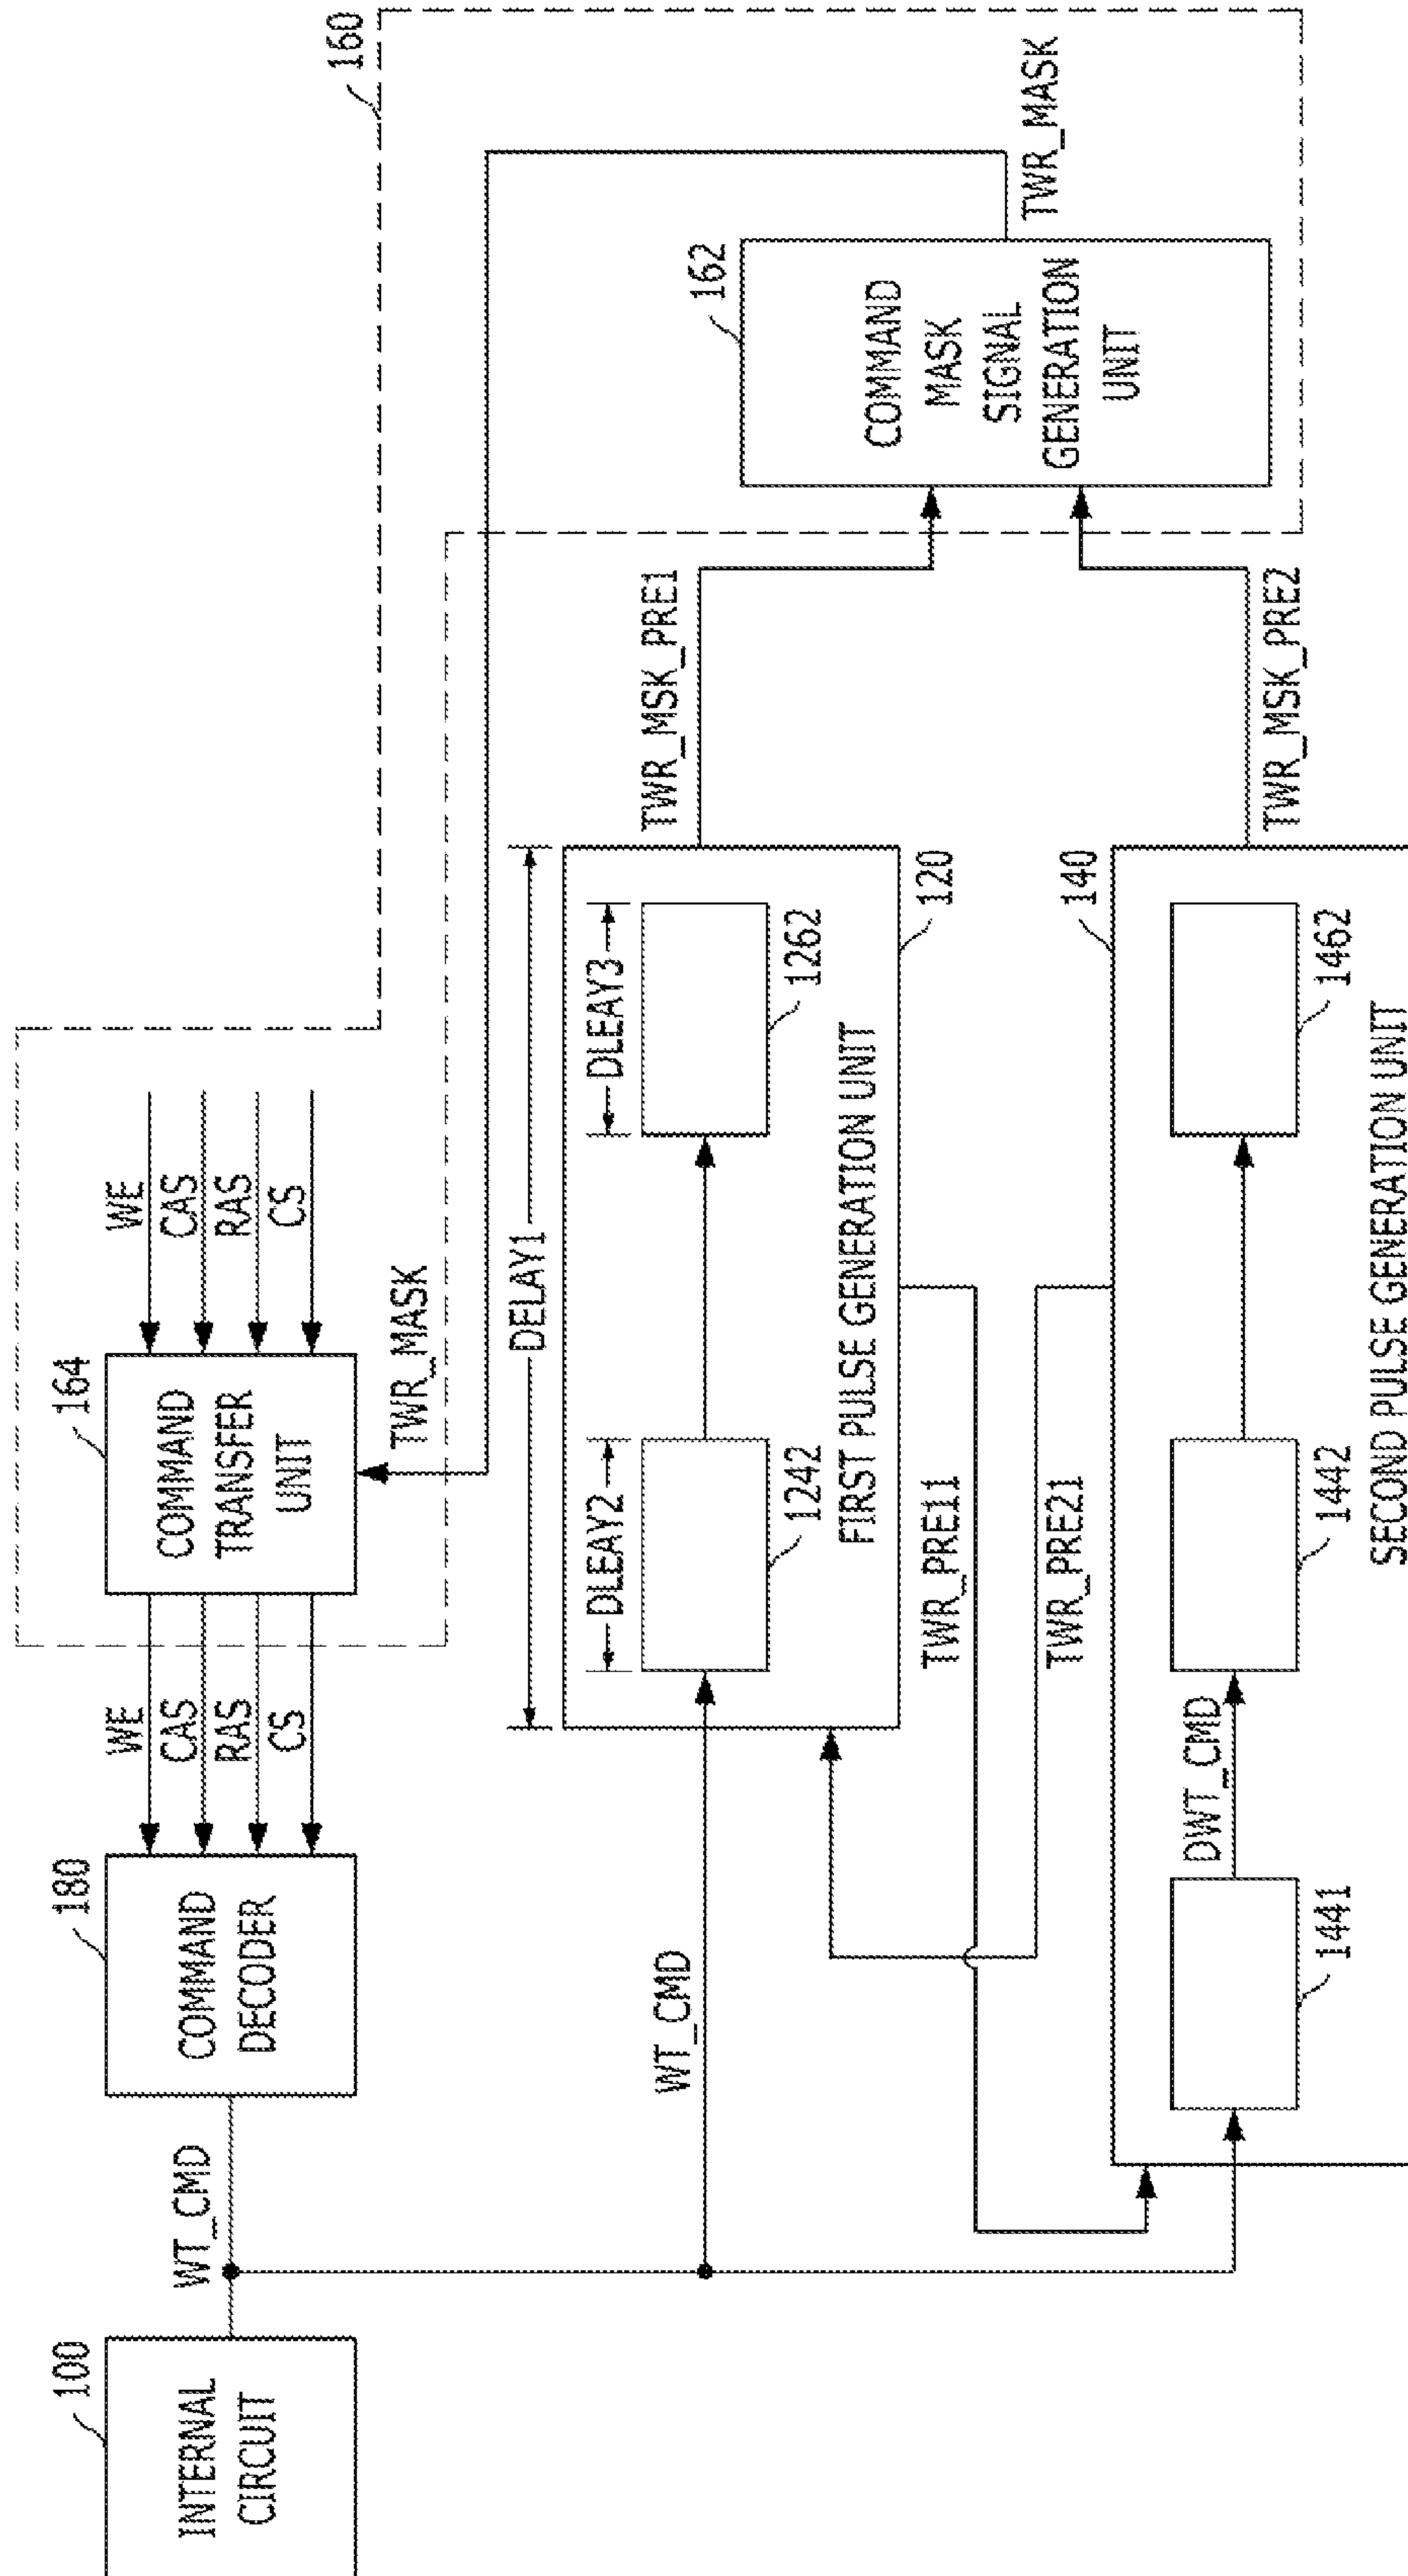 160
164
WE
CAS
RAS
CS
COMMAND
TRANSFER
UNIT
TWR_MASK
WE
CAS
RAS
CS
180
COMMAND
DECODER
WT_CMD
100
INTERNAL
CIRCUIT
162
COMMAND
MASK
SIGNAL
GENERATION
UNIT
TWR_MASK
DELAY1
DLEAY2
DLEAY3
1242
1262
FIRST PULSE GENERATION UNIT
120
WT_CMD
TWR_MSK_PRE1
TWR_PRE11
TWR_PRE21
140
TWR_MSK_PRE2
DWT_CMD
1441
1442
1462
SECOND PULSE GENERATION UNIT